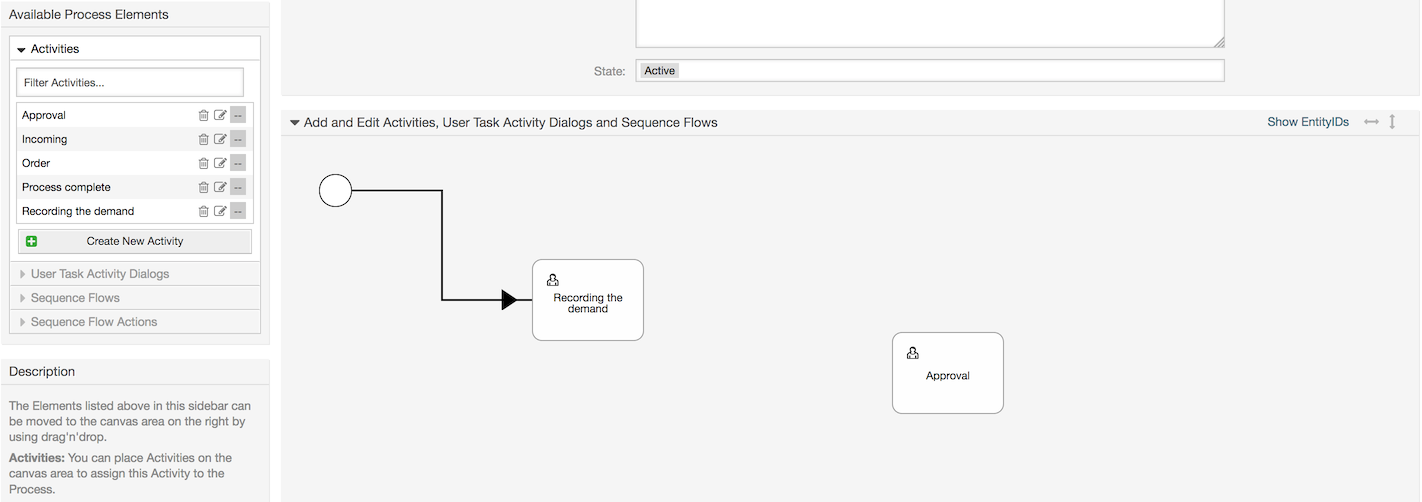 Available Process Elements
Activities
Filter Activities...
Approval
--
Incoming
--
Order
--
Process complete
--
Recording the demand
--
Create New Activity
User Task Activity Dialogs
Sequence Flows
Sequence Flow Actions
Description
The Elements listed above in this sidebar can
be moved to the canvas area on the right by
using drag'n'drop.
Activities: You can place Activities on the
canvas area to assign this Activity to the
Process.
State:
Active
Add and Edit Activities, User Task Activity Dialogs and Sequence Flows
Show EntityIDs
Recording the
demand
Approval